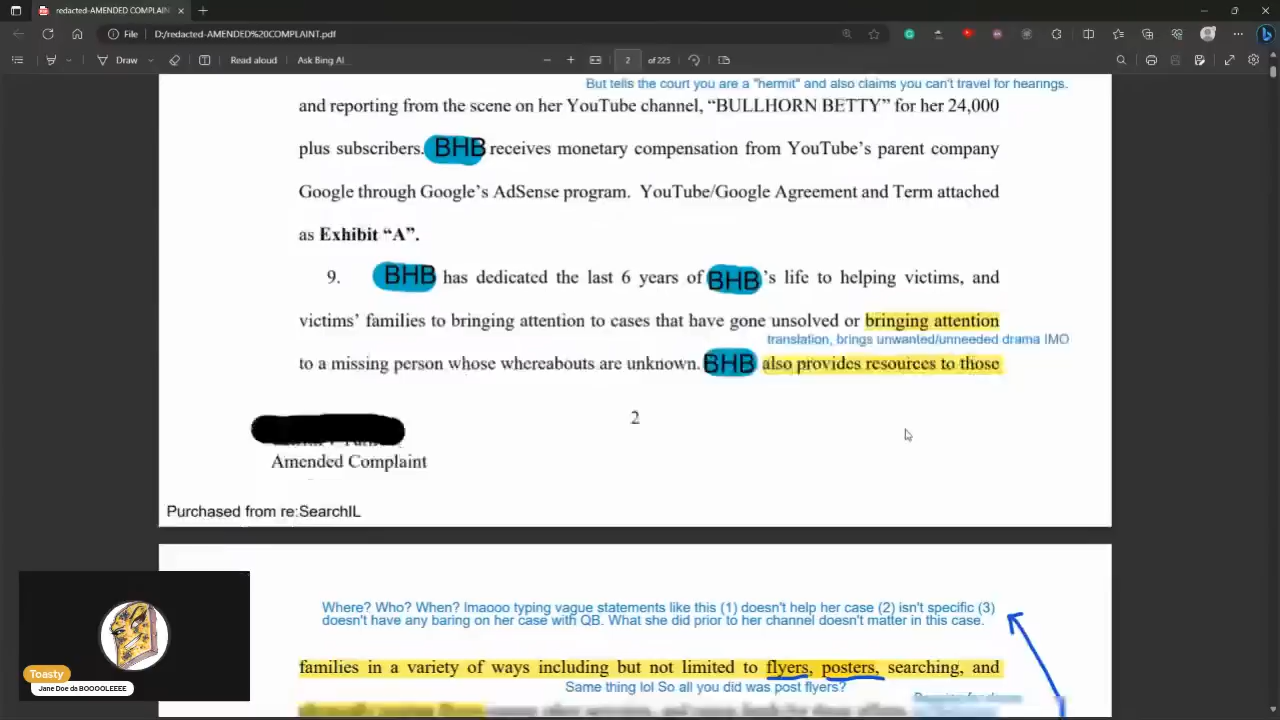 redacted-AMENDED COMPLAIN
File
D:/redacted-AMENDED%20COMPLAINT.pdf
Draw
Read aloud
Ask Bing AI...
2
of 225
But tells the court you are a "hermit" and also claims you can't travel for hearings.
and reporting from the scene on her YouTube channel, “BULLHORN BETTY” for her 24,000
plus subscribers. BHB receives monetary compensation from YouTube’s parent company
Google through Google’s AdSense program. YouTube/Google Agreement and Term attached
as Exhibit “A”.
9. BHB has dedicated the last 6 years of BHB ’s life to helping victims, and
victims’ families to bringing attention to cases that have gone unsolved or bringing attention
translation, brings unwanted/unneeded drama IMO
to a missing person whose whereabouts are unknown. BHB also provides resources to those
2
Amended Complaint
Purchased from re:SearchIL
Where? Who? When? lmaooo typing vague statements like this (1) doesn't help her case (2) isn't specific (3)
doesn't have any baring on her case with QB. What she did prior to her channel doesn't matter in this case.
families in a variety of ways including but not limited to flyers, posters, searching, and
Same thing lol So all you did was post flyers?
Toasty
Jane Doe da BOOOOLEEEE